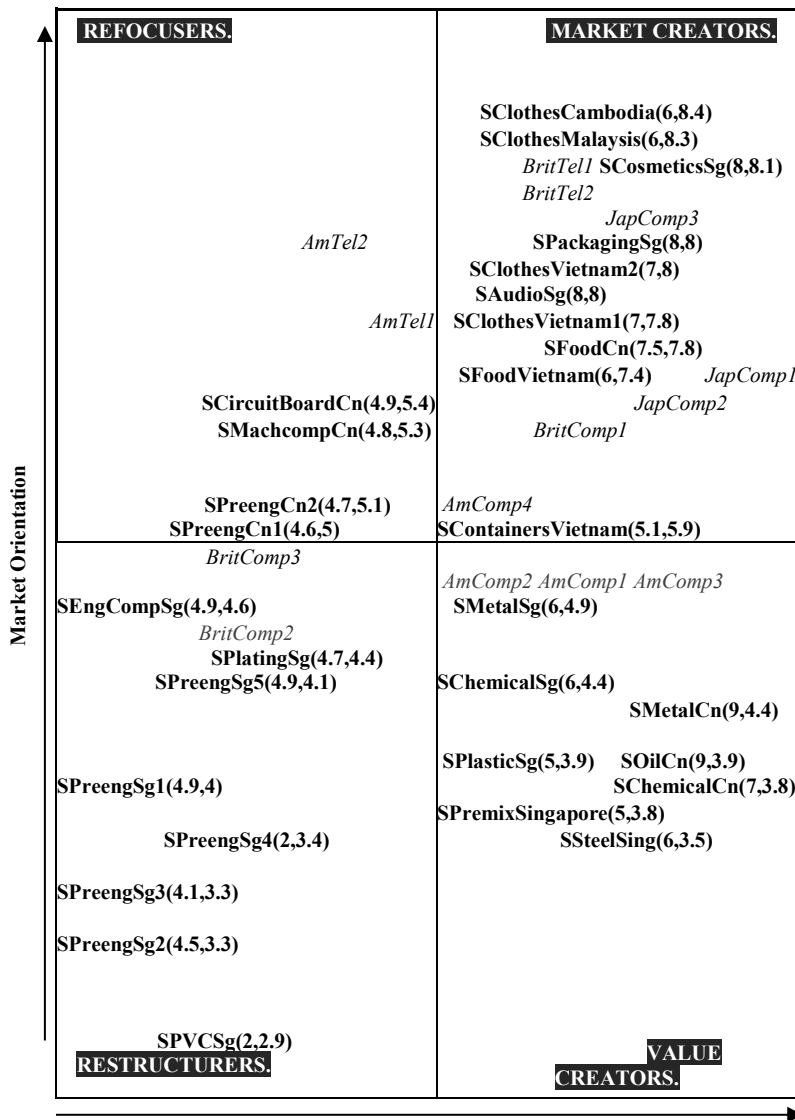 REFOCUSERS. MARKET CREATORS.
SClothesCambodia(6,8.4)
SClothesMalaysis(6,8.3)
BritTel1 SCosmeticsSg(8,8.1)
BritTel2
JapComp3
AmTel2 SPackagingSg(8,8)
SClothesVietnam2(7,8)
SAudioSg(8,8)
AmTel1 SClothesVietnam1(7,7.8)
SFoodCn(7.5,7.8)
SFoodVietnam(6,7.4) JapComp1
SCircuitBoardCn(4.9,5.4) JapComp2
SMachcompCn(4.8,5.3) BritComp1
SPreengCn2(4.7,5.1) AmComp4
SPreengCn1(4.6,5) SContainersVietnam(5.1,5.9)
BritComp3
AmComp2 AmComp1 AmComp3
SEngCompSg(4.9,4.6) SMetalSg(6,4.9)
BritComp2
SPlatingSg(4.7,4.4)
SPreengSg5(4.9,4.1) SChemicalSg(6,4.4)
SMetalCn(9,4.4)
SPlasticSg(5,3.9) SOilCn(9,3.9)
SPreengSg1(4.9,4) SChemicalCn(7,3.8)
SPremixSingapore(5,3.8)
SPreengSg4(2,3.4) SSteelSing(6,3.5)
SPreengSg3(4.1,3.3)
SPreengSg2(4.5,3.3)
SPVCSg(2,2.9)
RESTRUCTURERS. VALUE
CREATORS.
Market Orientation